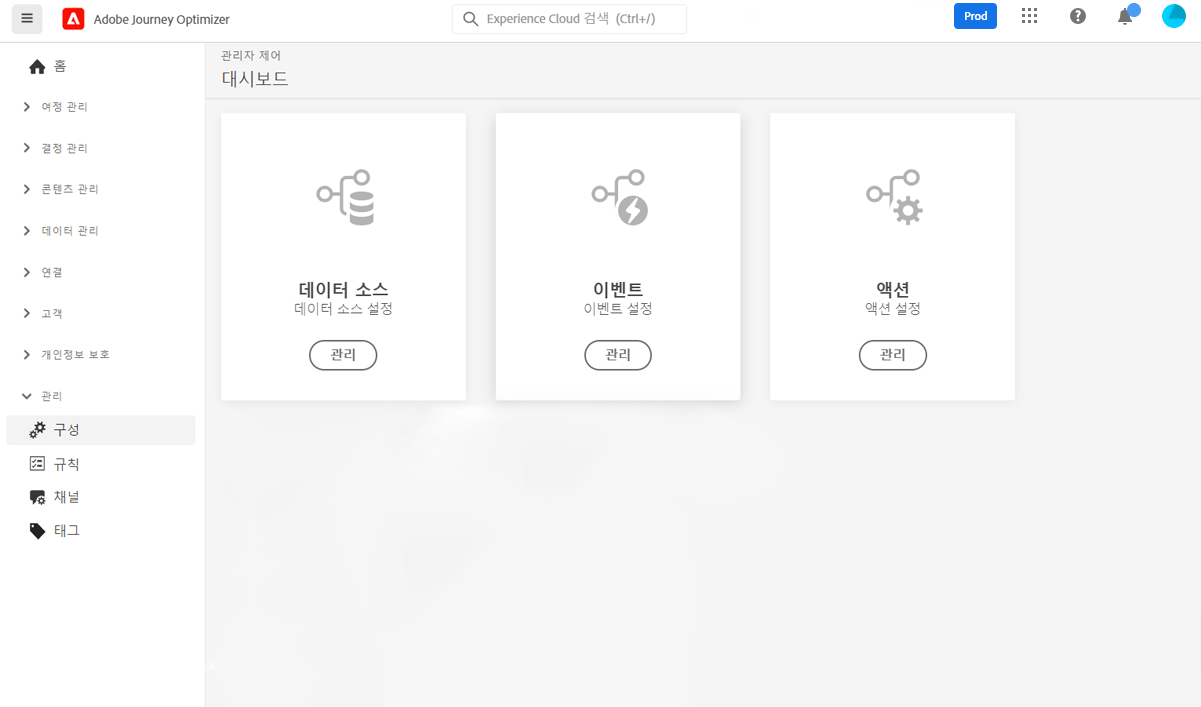 Adobe Journey Optimizer
Experience Cloud 검색 (Ctrl+/)
Prod
홈
여정 관리
결정 관리
콘텐츠 관리
데이터 관리
연결
고객
개인정보 보호
관리
구성
규칙
채널
태그
관리자 제어
대시보드
데이터 소스
데이터 소스 설정
관리
이벤트
이벤트 설정
관리
액션
액션 설정
관리